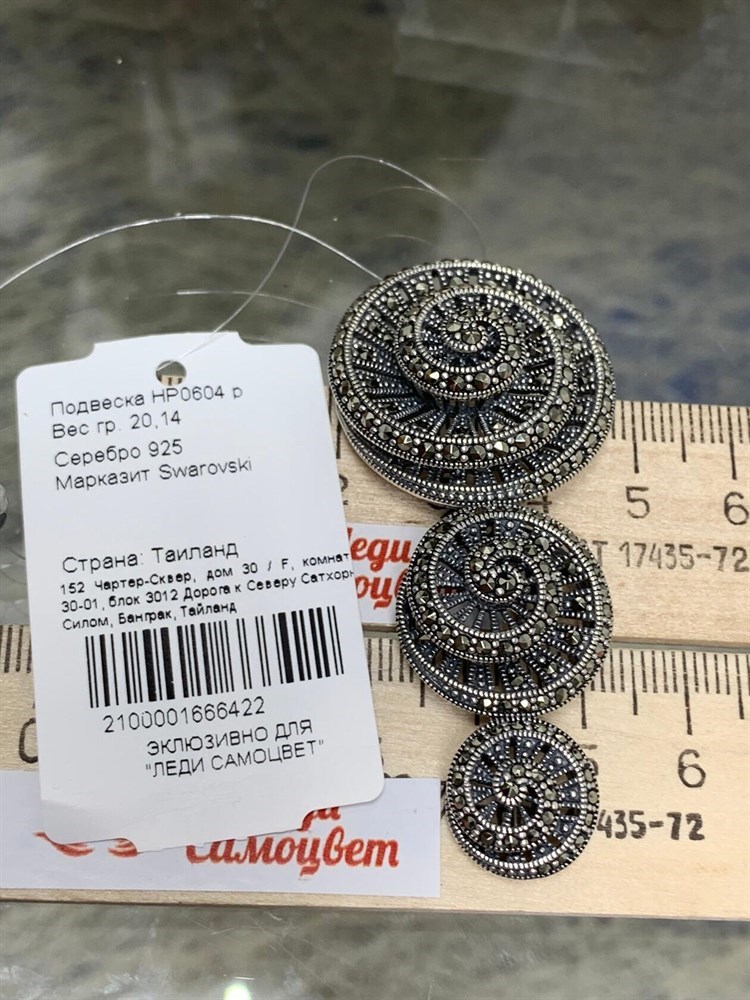 Подвеска HP0604 р
Вес гр. 20,14
Серебро 925
Марказит Swarovski
Страна: Таиланд
152 Чартер-Сквер, дом 30 / F, комнат
30-01, блок 3012 Дорога к Северу Сатхорн
Силом, Банграк, Тайланд
2100001666422
ЭКЛЮЗИВНО ДЛЯ
"ЛЕДИ САМОЦВЕТ"
5 6
Леди
Т 17435-72
6
435-72
Самоцвет